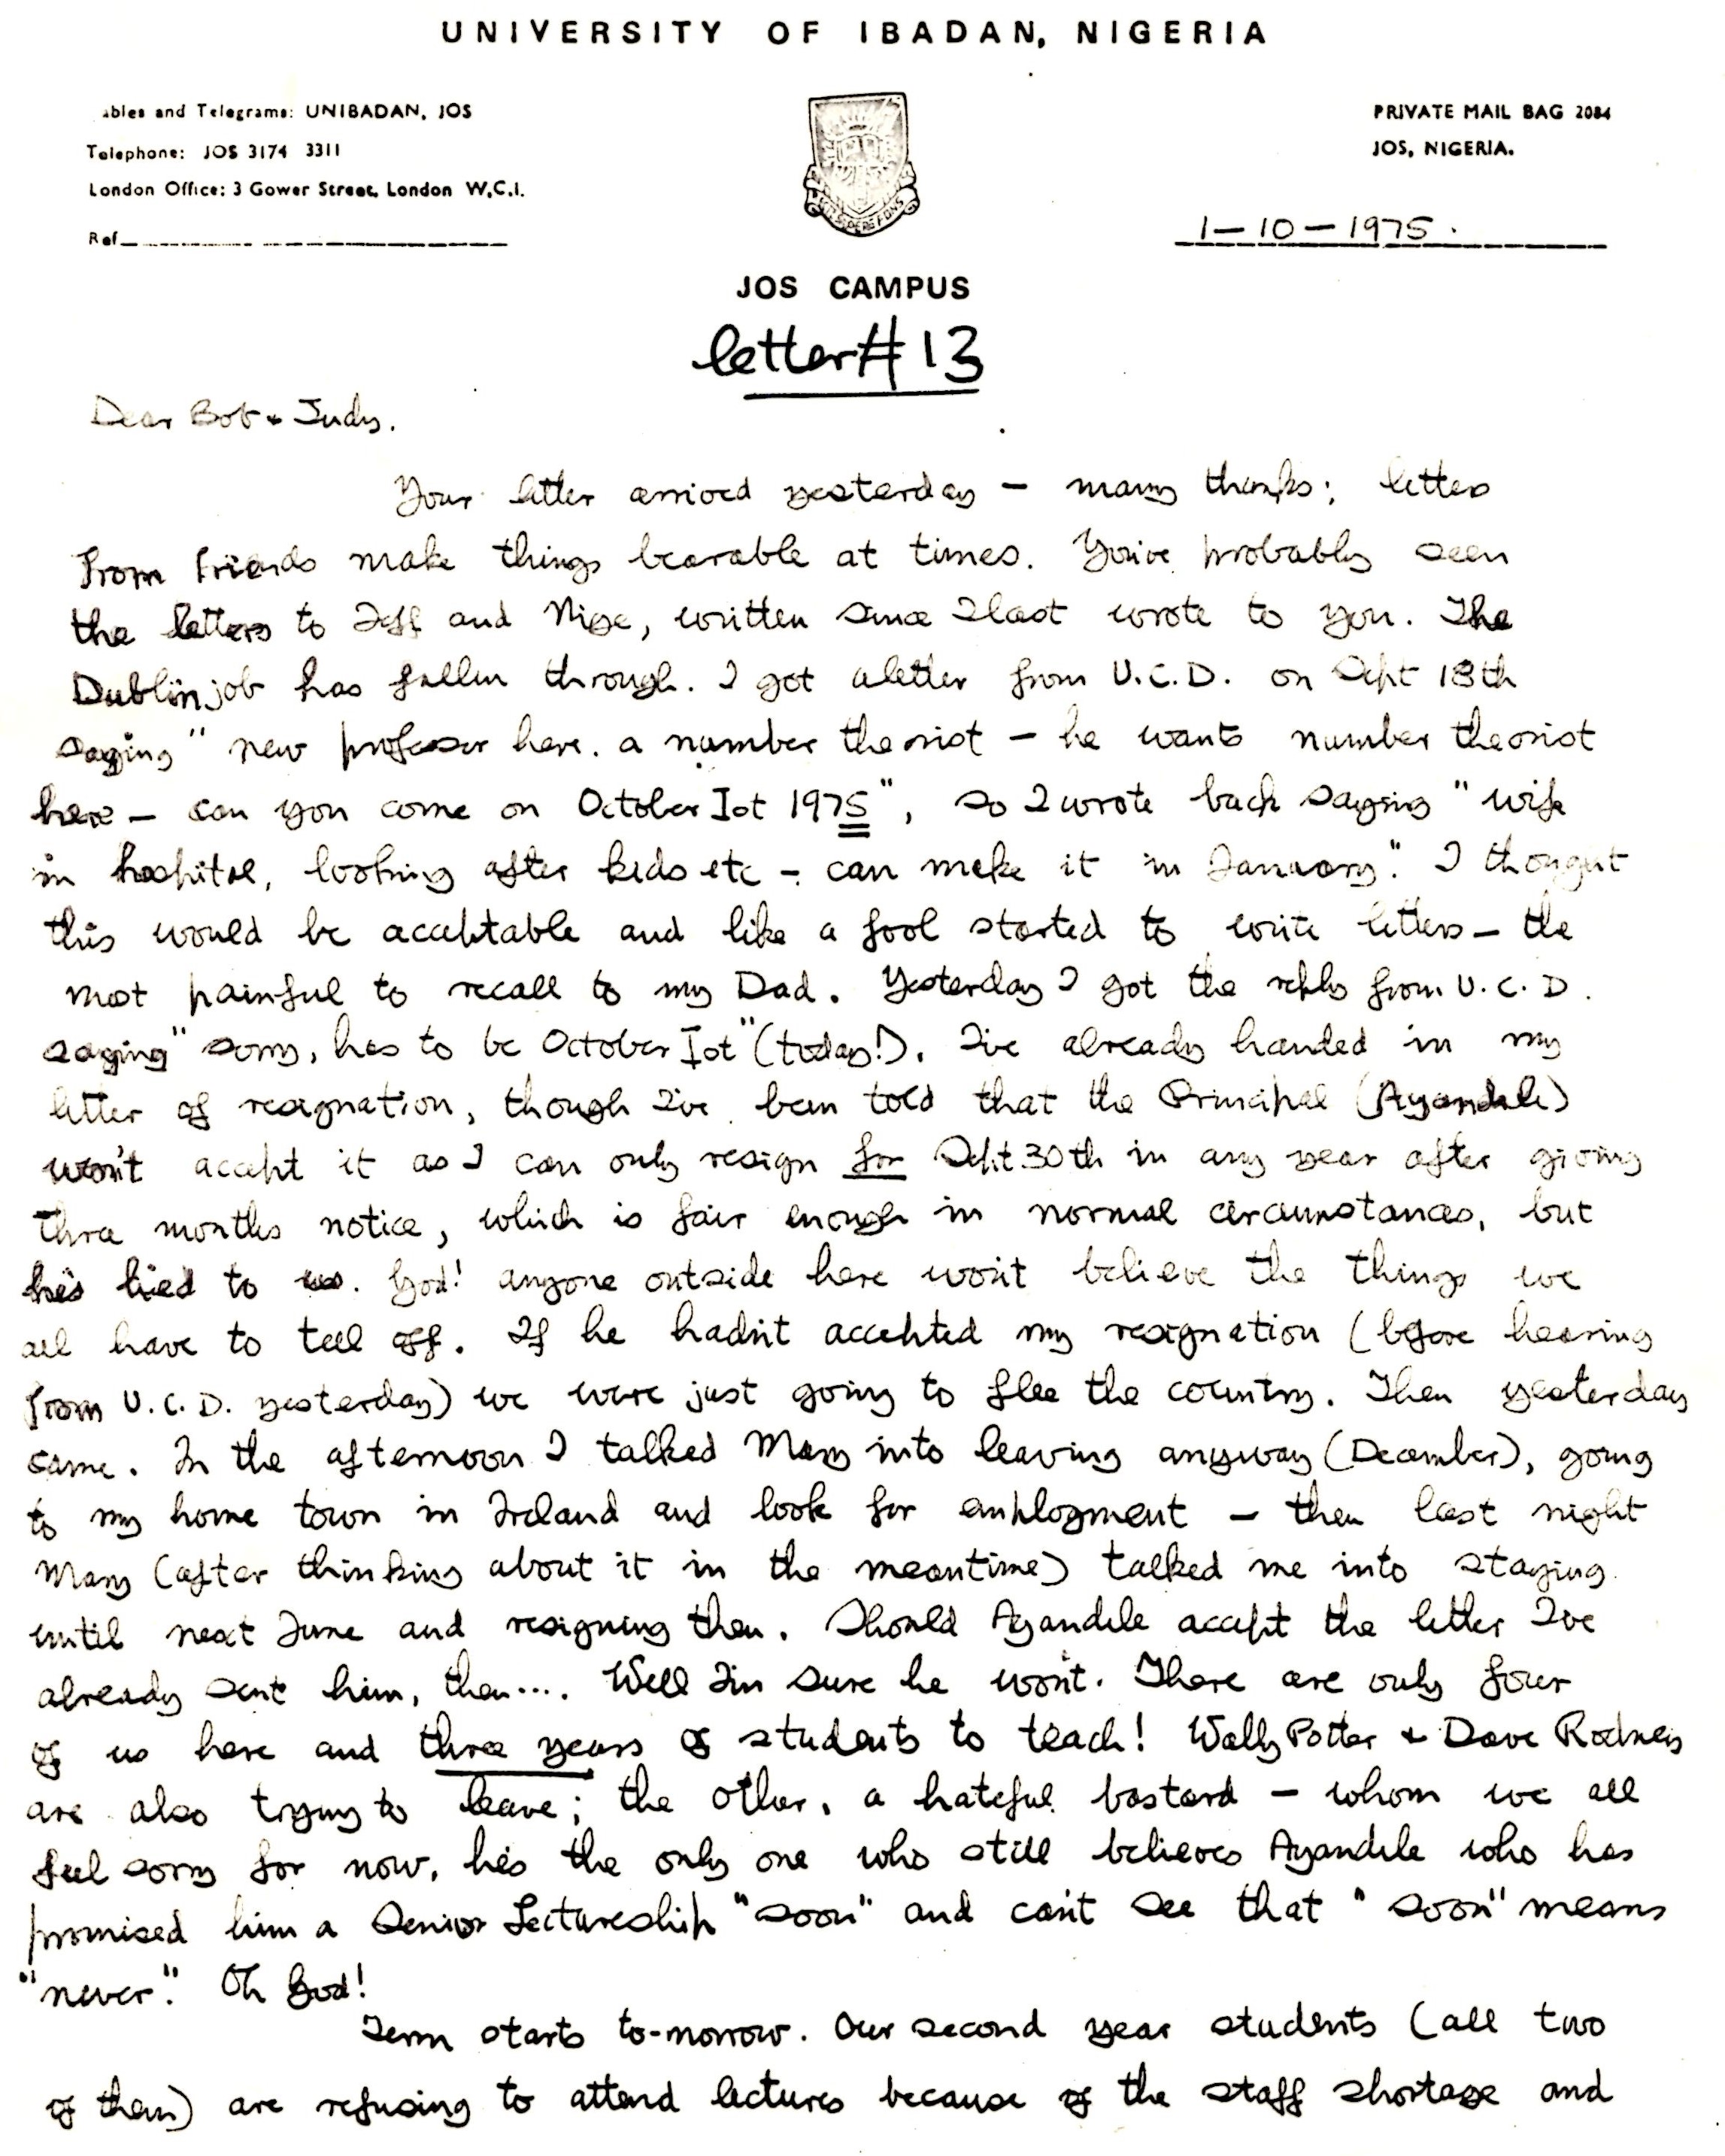 UNIVERSITY OF IBADAN, NIGERIA
ables and Telegrams: UNIBADAN, JOS
PRIVATE MAIL BAG 2084
Telephone: JOS 3174 3311
JOS, NIGERIA.
London Office: 3 Gower Street, London W.C.1.
Ref
1-10-1975.
JOS CAMPUS
letter #13
Dear Bob & Judy,
Your letter arrived yesterday – many thanks; letters
from friends make things bearable at times. You've probably seen
the letters to Jeff and Nige, written since I last wrote to you. The
Dublin job has fallen through. I got a letter from U.C.D. on Sept 18th
saying "new professor here, a number theorist – he wants number theorist
here – can you come on October 1st 1975", so I wrote back saying "wife
in hospital, looking after kids etc – can make it in January." I thought
this would be acceptable and like a fool started to write letters – the
most painful to recall to my Dad. Yesterday I got the reply from U.C.D.
saying "sorry, has to be October 1st" (today!). I've already handed in my
letter of resignation, though I've been told that the Principal (Ayandele)
won't accept it as I can only resign for Sept 30th in any year after giving
three months notice, which is fair enough in normal circumstances, but
he's lied to us. God! anyone outside here won't believe the things we
all have to tell off. If he hadn't accepted my resignation (before hearing
from U.C.D. yesterday) we were just going to flee the country. Then yesterday
came. In the afternoon I talked Mary into leaving anyway (December), going
to my home town in Ireland and look for employment – then last night
Mary (after thinking about it in the meantime) talked me into staying
until next June and resigning then. Should Ayandele accept the letter I've
already sent him, then.... Well I'm sure he won't. There are only four
of us here and three years of students to teach! Wally Potter & Dave Rodney
are also trying to leave; the other, a hateful bastard – whom we all
feel sorry for now, he's the only one who still believes Ayandele who has
promised him a Senior Lectureship "soon" and can't see that "soon" means
"never." Oh God!
Term starts to-morrow. Our second year students (all two
of them) are refusing to attend lectures because of the staff shortage and